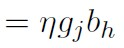 = ηg_j b_h